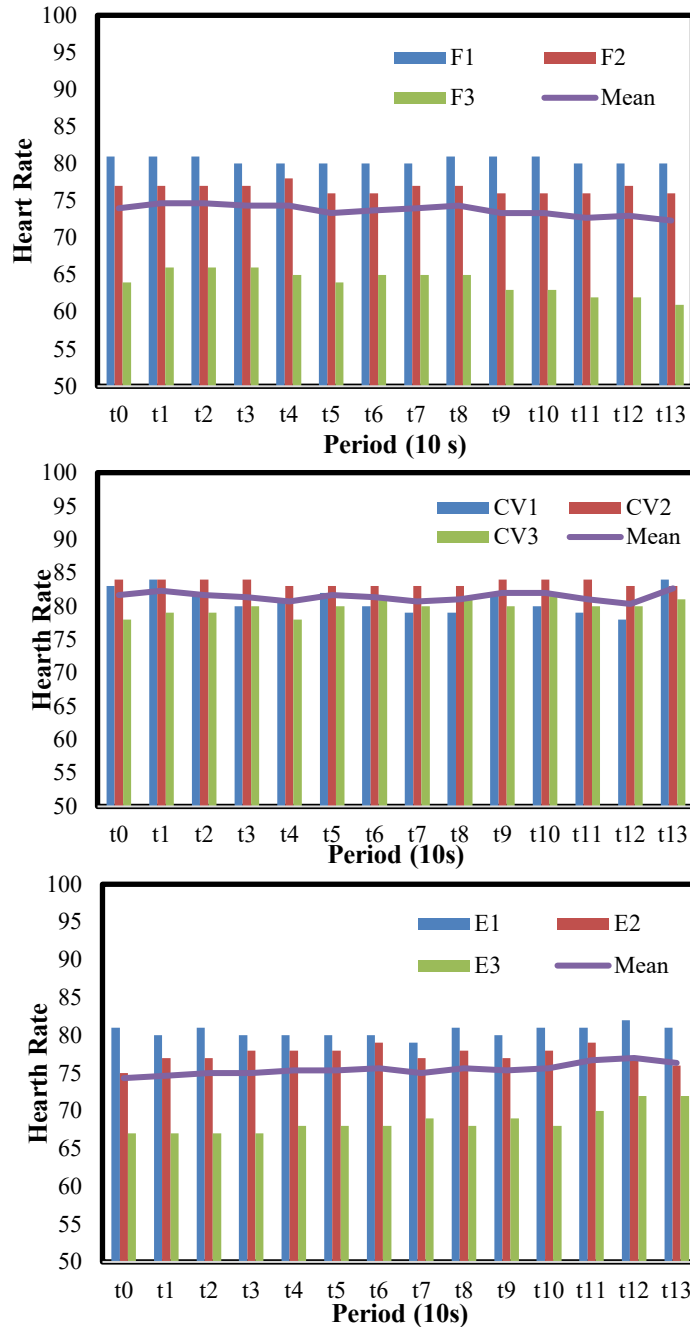 100
95
90
85
80
75
70
65
60
55
50
Heart Rate
F1 F2
F3 Mean
t0 t1 t2 t3 t4 t5 t6 t7 t8 t9 t10 t11 t12 t13
Period (10 s)
100
95
90
85
80
75
70
65
60
55
50
Hearth Rate
CV1 CV2
CV3 Mean
t0 t1 t2 t3 t4 t5 t6 t7 t8 t9 t10 t11 t12 t13
Period (10s)
100
95
90
85
80
75
70
65
60
55
50
Hearth Rate
E1 E2
E3 Mean
t0 t1 t2 t3 t4 t5 t6 t7 t8 t9 t10 t11 t12 t13
Period (10s)